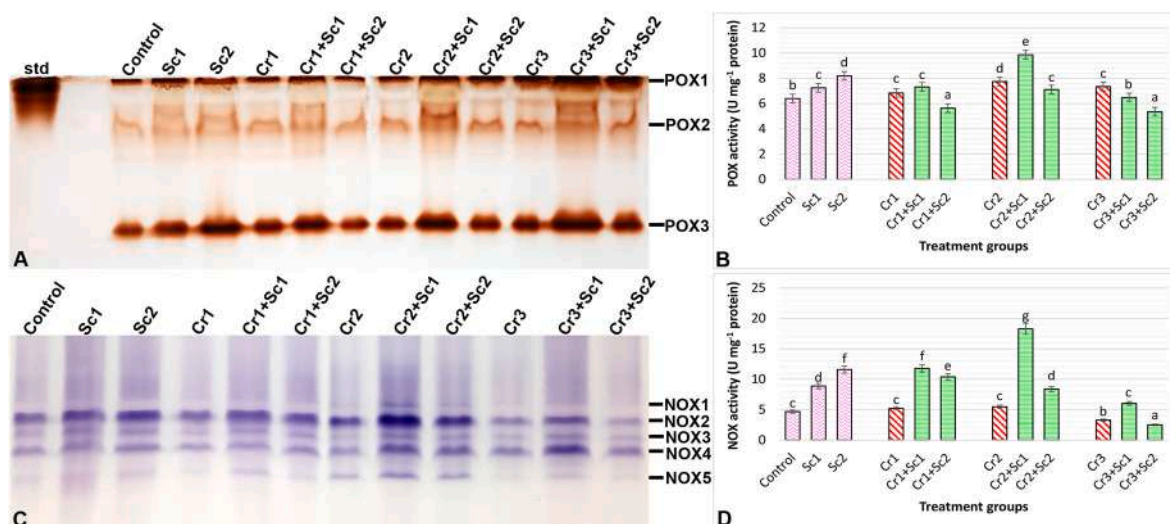 std Control Sc1 Sc2 Cr1 Cr1+Sc1 Cr1+Sc2 Cr2 Cr2+Sc1 Cr2+Sc2 Cr3 Cr3+Sc1 Cr3+Sc2
POX1
POX2
POX3
A
POX activity (U mg⁻¹ protein)
12
10
8
6
4
2
0
b c d c c a d e d c b a
Control Sc1 Sc2 Cr1 Cr1+Sc1 Cr1+Sc2 Cr2 Cr2+Sc1 Cr2+Sc2 Cr3 Cr3+Sc1 Cr3+Sc2
Treatment groups
B
Control Sc1 Sc2 Cr1 Cr1+Sc1 Cr1+Sc2 Cr2 Cr2+Sc1 Cr2+Sc2 Cr3 Cr3+Sc1 Cr3+Sc2
NOX1
NOX2
NOX3
NOX4
NOX5
C
NOX activity (U mg⁻¹ protein)
25
20
15
10
5
0
c d f c f e c g d b c a
Control Sc1 Sc2 Cr1 Cr1+Sc1 Cr1+Sc2 Cr2 Cr2+Sc1 Cr2+Sc2 Cr3 Cr3+Sc1 Cr3+Sc2
Treatment groups
D